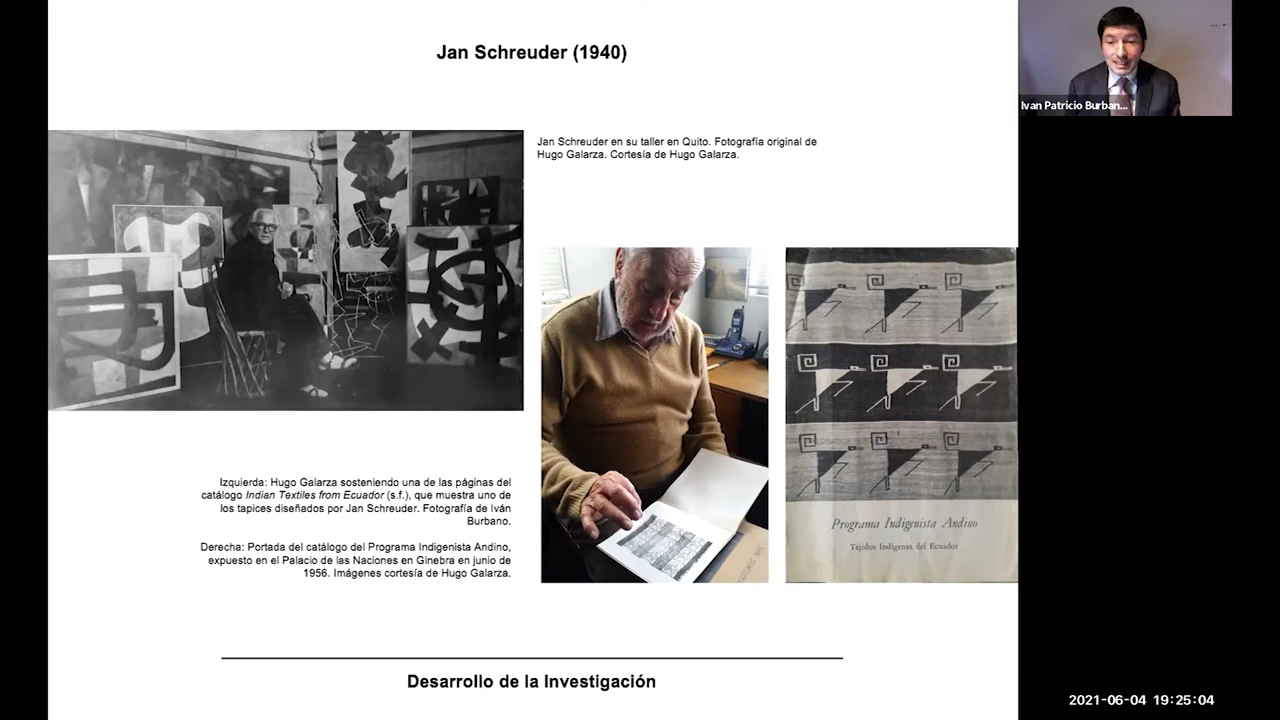 Jan Schreuder (1940)
Ivan Patricio Burban...
Jan Schreuder en su taller en Quito. Fotografía original de
Hugo Galarza. Cortesía de Hugo Galarza.
Izquierda: Hugo Galarza sosteniendo una de las páginas del
catálogo Indian Textiles from Ecuador (s.f.), que muestra uno de
los tapices diseñados por Jan Schreuder. Fotografía de Iván
Burbano.
Derecha: Portada del catálogo del Programa Indigenista Andino,
expuesto en el Palacio de las Naciones en Ginebra en junio de
1956. Imágenes cortesía de Hugo Galarza.
Programa Indigenista Andino
Tejidos Indígenas del Ecuador
Desarrollo de la Investigación
2021-06-04 19:25:04